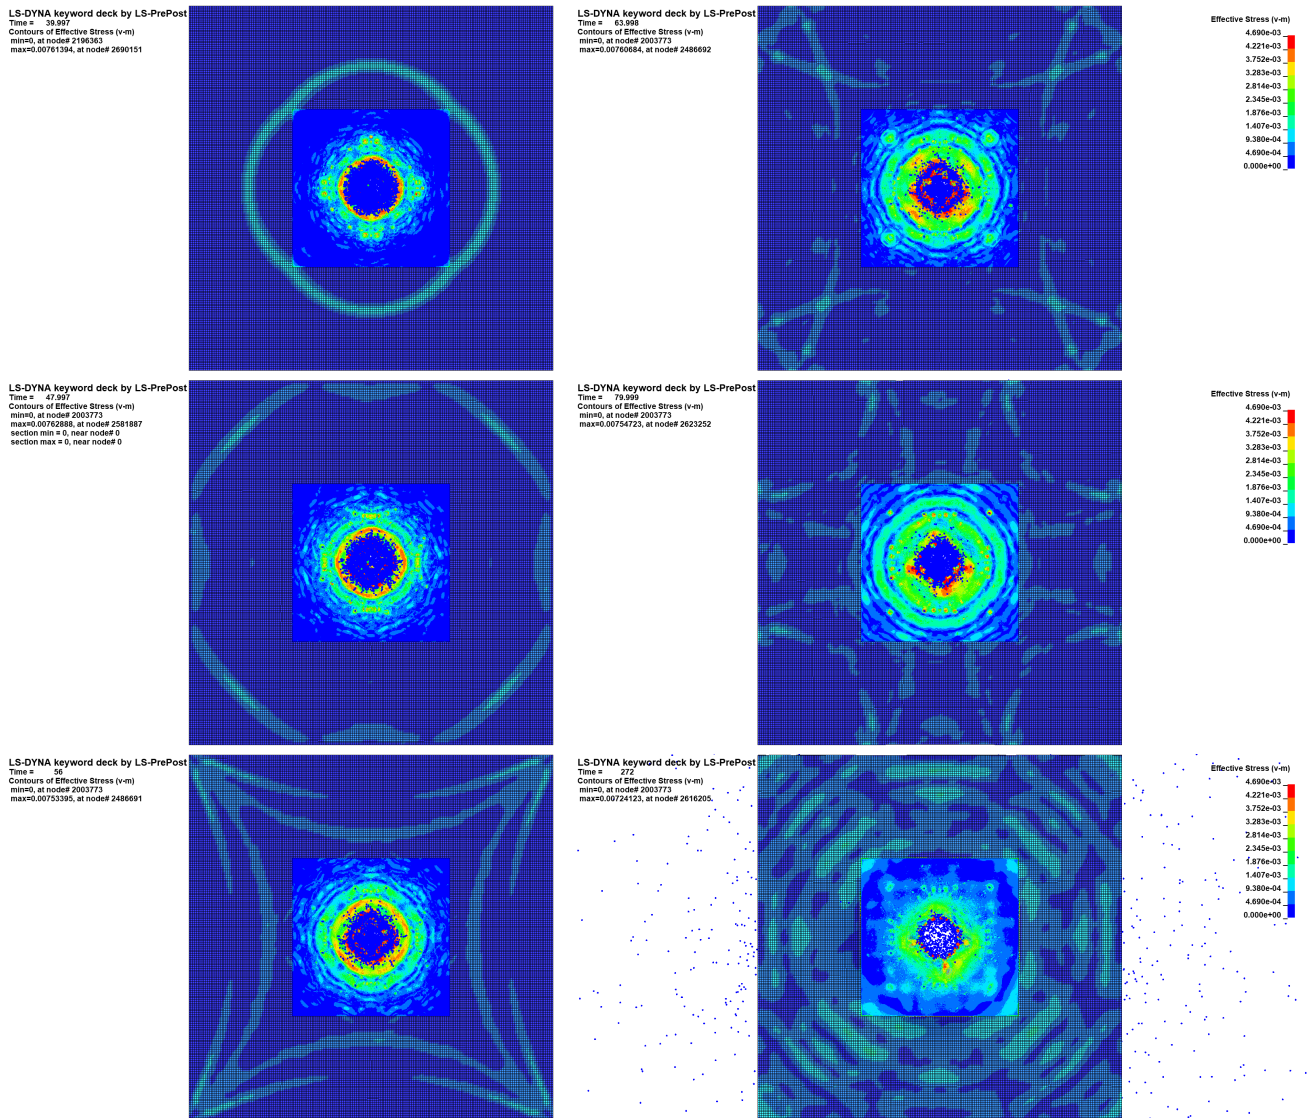 LS-DYNA keyword deck by LS-PrePost
Time = 39.997
Contours of Effective Stress (v-m)
min=0, at node# 2196363
max=0.00761394, at node# 2690151
LS-DYNA keyword deck by LS-PrePost
Time = 63.998
Contours of Effective Stress (v-m)
min=0, at node# 2003773
max=0.00760684, at node# 2486692
Effective Stress (v-m)
4.690e-03
4.221e-03
3.752e-03
3.283e-03
2.814e-03
2.345e-03
1.876e-03
1.407e-03
9.380e-04
4.690e-04
0.000e+00
LS-DYNA keyword deck by LS-PrePost
Time = 47.997
Contours of Effective Stress (v-m)
min=0, at node# 2003773
max=0.00762888, at node# 2581887
section min = 0, near node# 0
section max = 0, near node# 0
LS-DYNA keyword deck by LS-PrePost
Time = 79.999
Contours of Effective Stress (v-m)
min=0, at node# 2003773
max=0.00754723, at node# 2623252
Effective Stress (v-m)
4.690e-03
4.221e-03
3.752e-03
3.283e-03
2.814e-03
2.345e-03
1.876e-03
1.407e-03
9.380e-04
4.690e-04
0.000e+00
LS-DYNA keyword deck by LS-PrePost
Time = 56
Contours of Effective Stress (v-m)
min=0, at node# 2003773
max=0.00753395, at node# 2486691
LS-DYNA keyword deck by LS-PrePost
Time = 272
Contours of Effective Stress (v-m)
min=0, at node# 2003773
max=0.00724123, at node# 2616205
Effective Stress (v-m)
4.690e-03
4.221e-03
3.752e-03
3.283e-03
2.814e-03
2.345e-03
1.876e-03
1.407e-03
9.380e-04
4.690e-04
0.000e+00